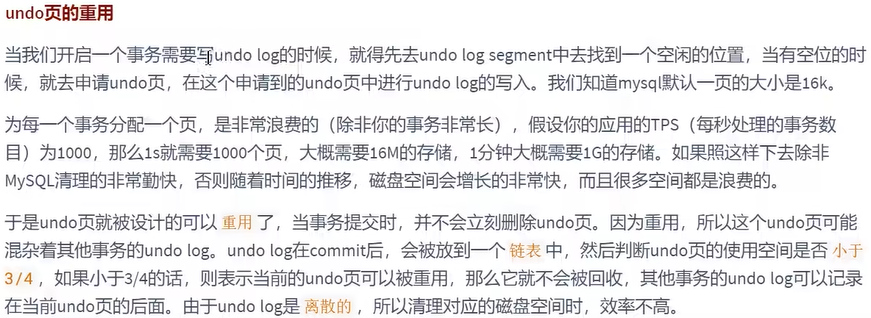 undo页的重用
当我们开启一个事务需要写undo log的时候，就得先去undo log segment中去找到一个空闲的位置，当有空位的时
候，就去申请undo页，在这个申请到的undo页中进行undo log的写入。我们知道mysql默认一页的大小是16k。
为每一个事务分配一个页，是非常浪费的（除非你的事务非常长），假设你的应用的TPS（每秒处理的事务数
目）为1000，那么1s就需要1000个页，大概需要16M的存储，1分钟大概需要1G的存储。如果照这样下去除非
MySQL清理的非常勤快，否则随着时间的推移，磁盘空间会增长的非常快，而且很多空间都是浪费的。
于是undo页就被设计的可以 重用 了，当事务提交时，并不会立刻删除undo页。因为重用，所以这个undo页可能
混杂着其他事务的undo log。undo log在commit后，会被放到一个 链表 中，然后判断undo页的使用空间是否 小于
3/4 ，如果小于3/4的话，则表示当前的undo页可以被重用，那么它就不会被回收，其他事务的undo log可以记录
在当前undo页的后面。由于undo log是 离散的 ，所以清理对应的磁盘空间时，效率不高。